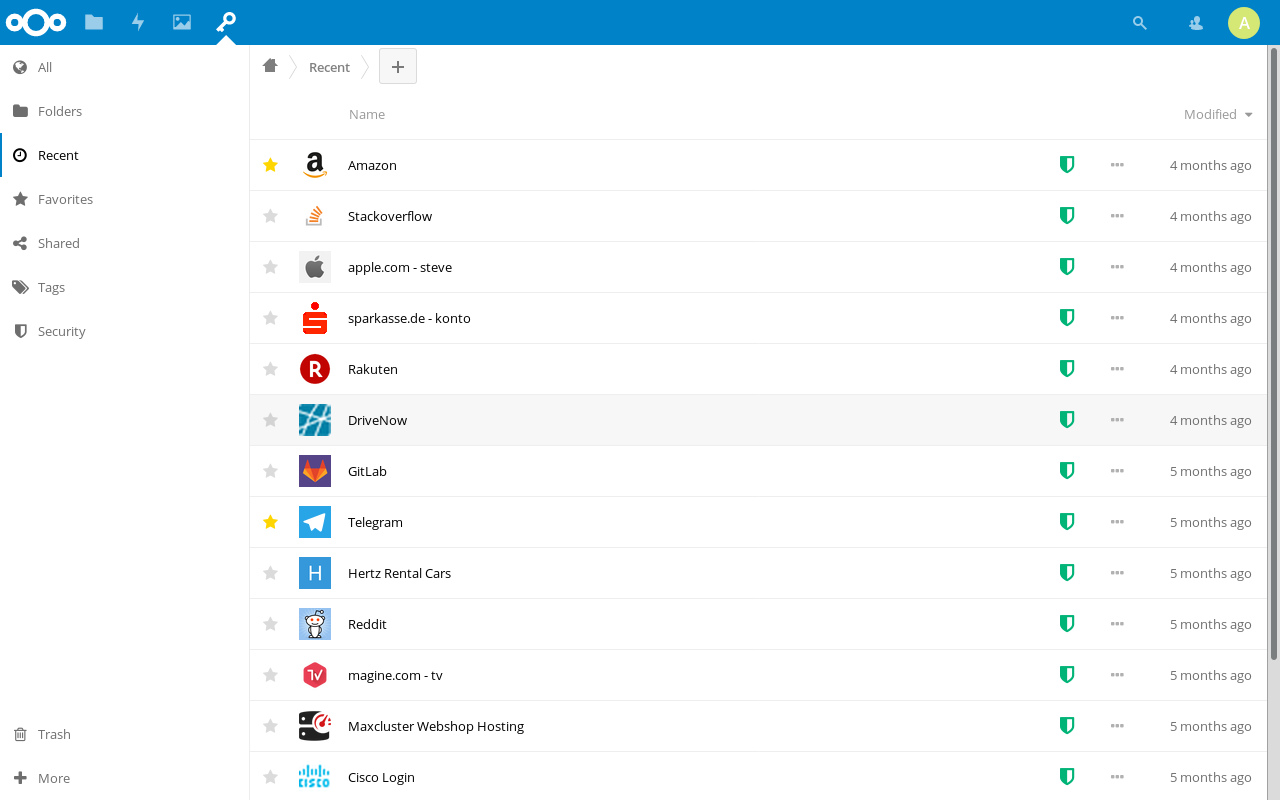 A
All
Folders
Recent
Favorites
Shared
Tags
Security
Trash
More
Recent
Name Modified
Amazon 4 months ago
Stackoverflow 4 months ago
apple.com - steve 4 months ago
sparkasse.de - konto 4 months ago
R Rakuten 4 months ago
DriveNow 4 months ago
GitLab 5 months ago
Telegram 5 months ago
H Hertz Rental Cars 5 months ago
Reddit 5 months ago
TV magine.com - tv 5 months ago
Maxcluster Webshop Hosting 5 months ago
CISCO Cisco Login 5 months ago